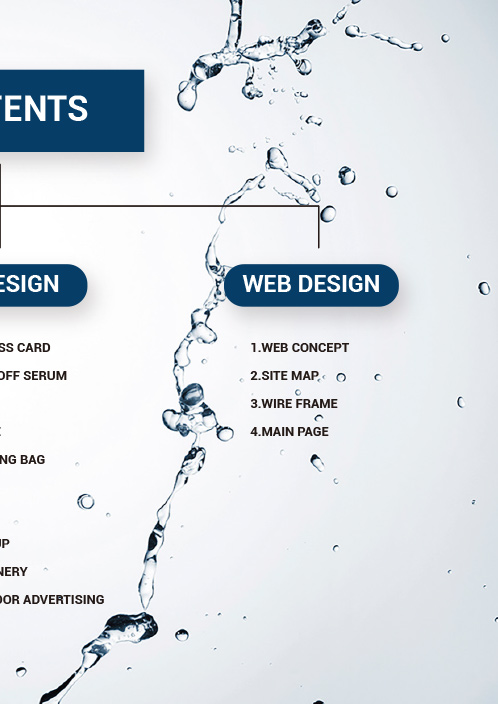 TENTS
ESIGN
SS CARD
OFF SERUM
NG BAG
UP
NERY
OOR ADVERTISING
WEB DESIGN
1.WEB CONCEPT
2.SITE MAP
3.WIRE FRAME
4.MAIN PAGE